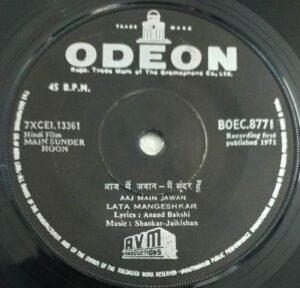 TRADE MARK
ODEON
Regd. Trade Mark of The Gramophone Co., Ltd.
45 R.P.M.
7XCEI.13361
Hindi Film
MAIN SUNDER
HOON
BOEC.8771
Recording first
published 1971
आज मैं जवान – मैं सुंदर हूँ
AAJ MAIN JAWAN
LATA MANGESHKAR
Lyrics : Anand Bakshi
Music : Shankar-Jaikishan
AVM
PRODUCTIONS